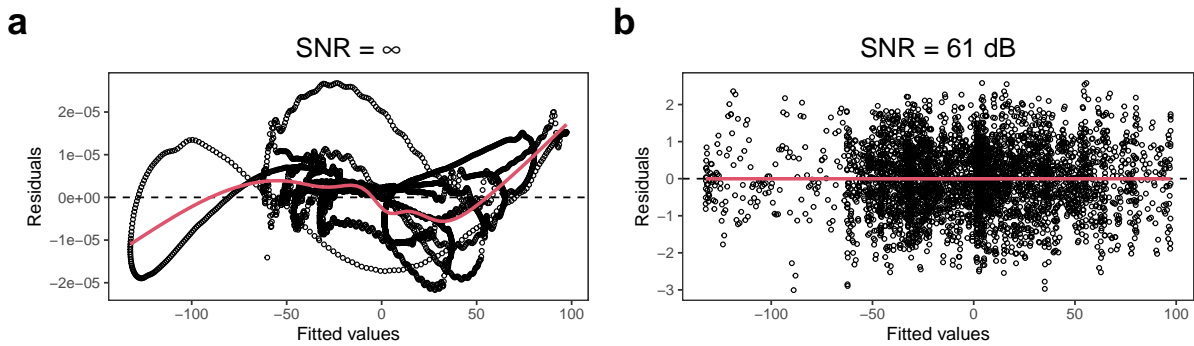 a
SNR = ∞
Residuals
2e−05
1e−05
0e+00
−1e−05
−2e−05
−100
−50
0
50
100
Fitted values
b
SNR = 61 dB
Residuals
2
1
0
−1
−2
−3
−100
−50
0
50
100
Fitted values